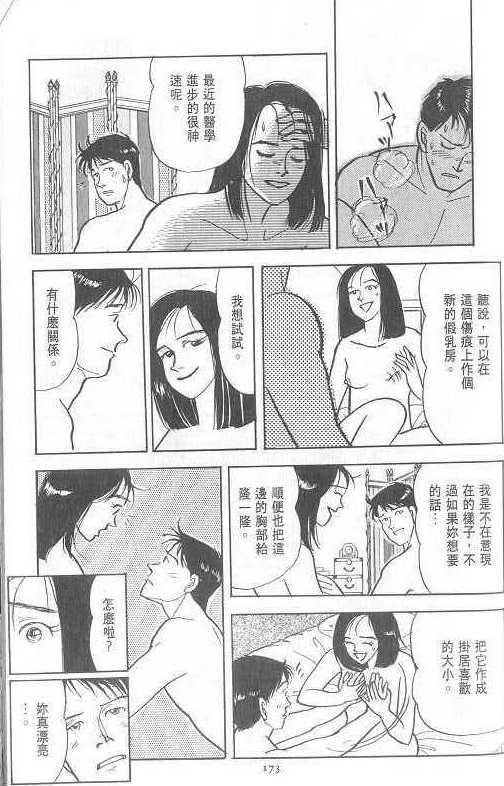 ハァ
最近的醫學
進步的很神
速呢。
聽說，可以在
這個傷痕上作個
新的假乳房。
我想試試。
有什麼關係。
我是不在意現
在的樣子，不
過如果妳想要
的話…
順便也把這
邊的胸部給
隆一隆。
把它作成
掛居喜歡
的大小。
怎麼啦？
妳真漂亮
…。
173